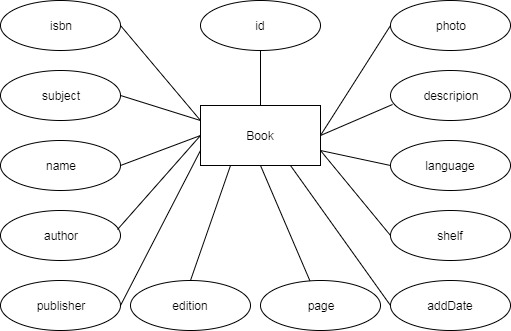 isbn
id
photo
subject
descripion
Book
name
language
author
shelf
publisher
edition
page
addDate